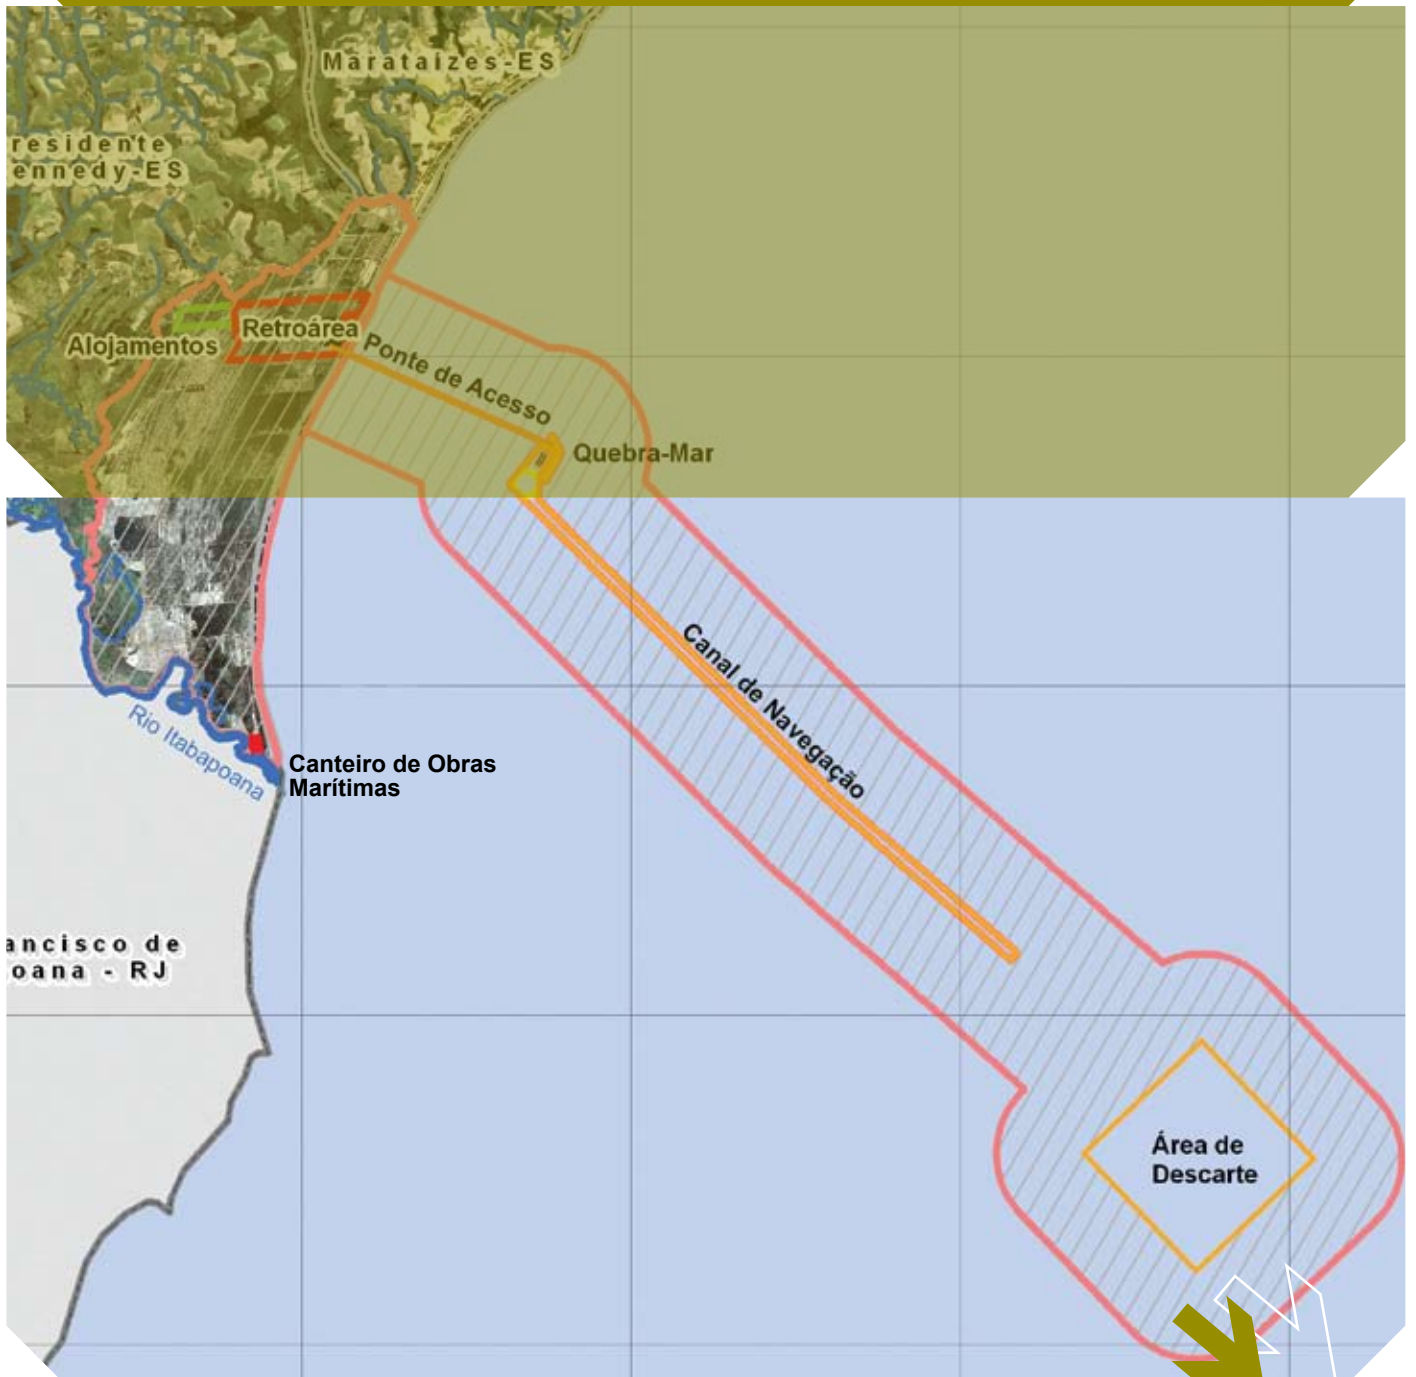 Marataizes-ES
residente
ennedy-ES
Retroárea
Alojamentos
Ponte de Acesso
Quebra-Mar
Canal de Navegação
Rio Itabapoana
Canteiro de Obras
Marítimas
ancisco de
oana - RJ
Área de
Descarte